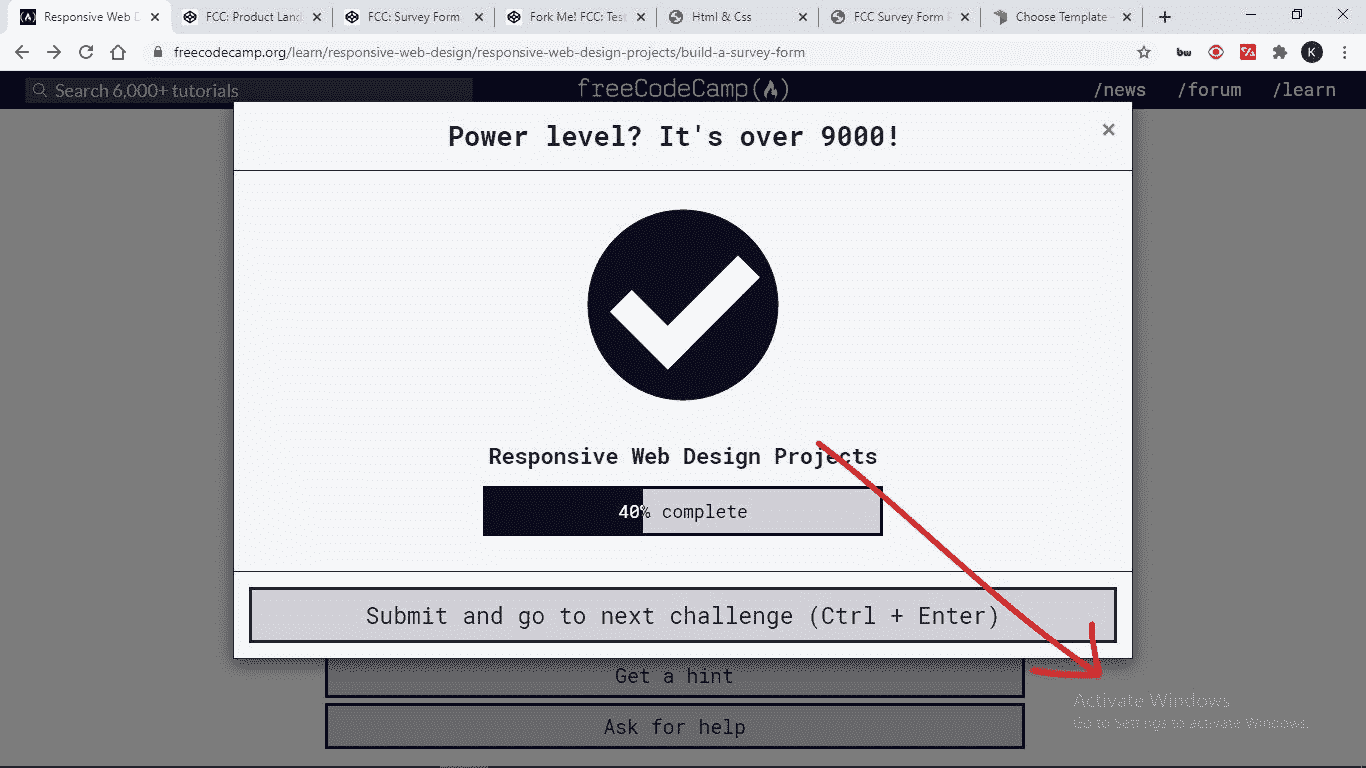 Responsive Web D
FCC: Product Land
FCC: Survey Form
Fork Me! FCC: Test
Html & Css
FCC Survey Form
Choose Template
freecodecamp.org/learn/responsive-web-design/responsive-web-design-projects/build-a-survey-form
bw
K
Search 6,000+ tutorials
freeCodeCamp
/news
/forum
/learn
Power level? It's over 9000!
Responsive Web Design Projects
40% complete
Submit and go to next challenge (Ctrl + Enter)
Get a hint
Ask for help
Activate Windows
Go to Settings to activate Windows.